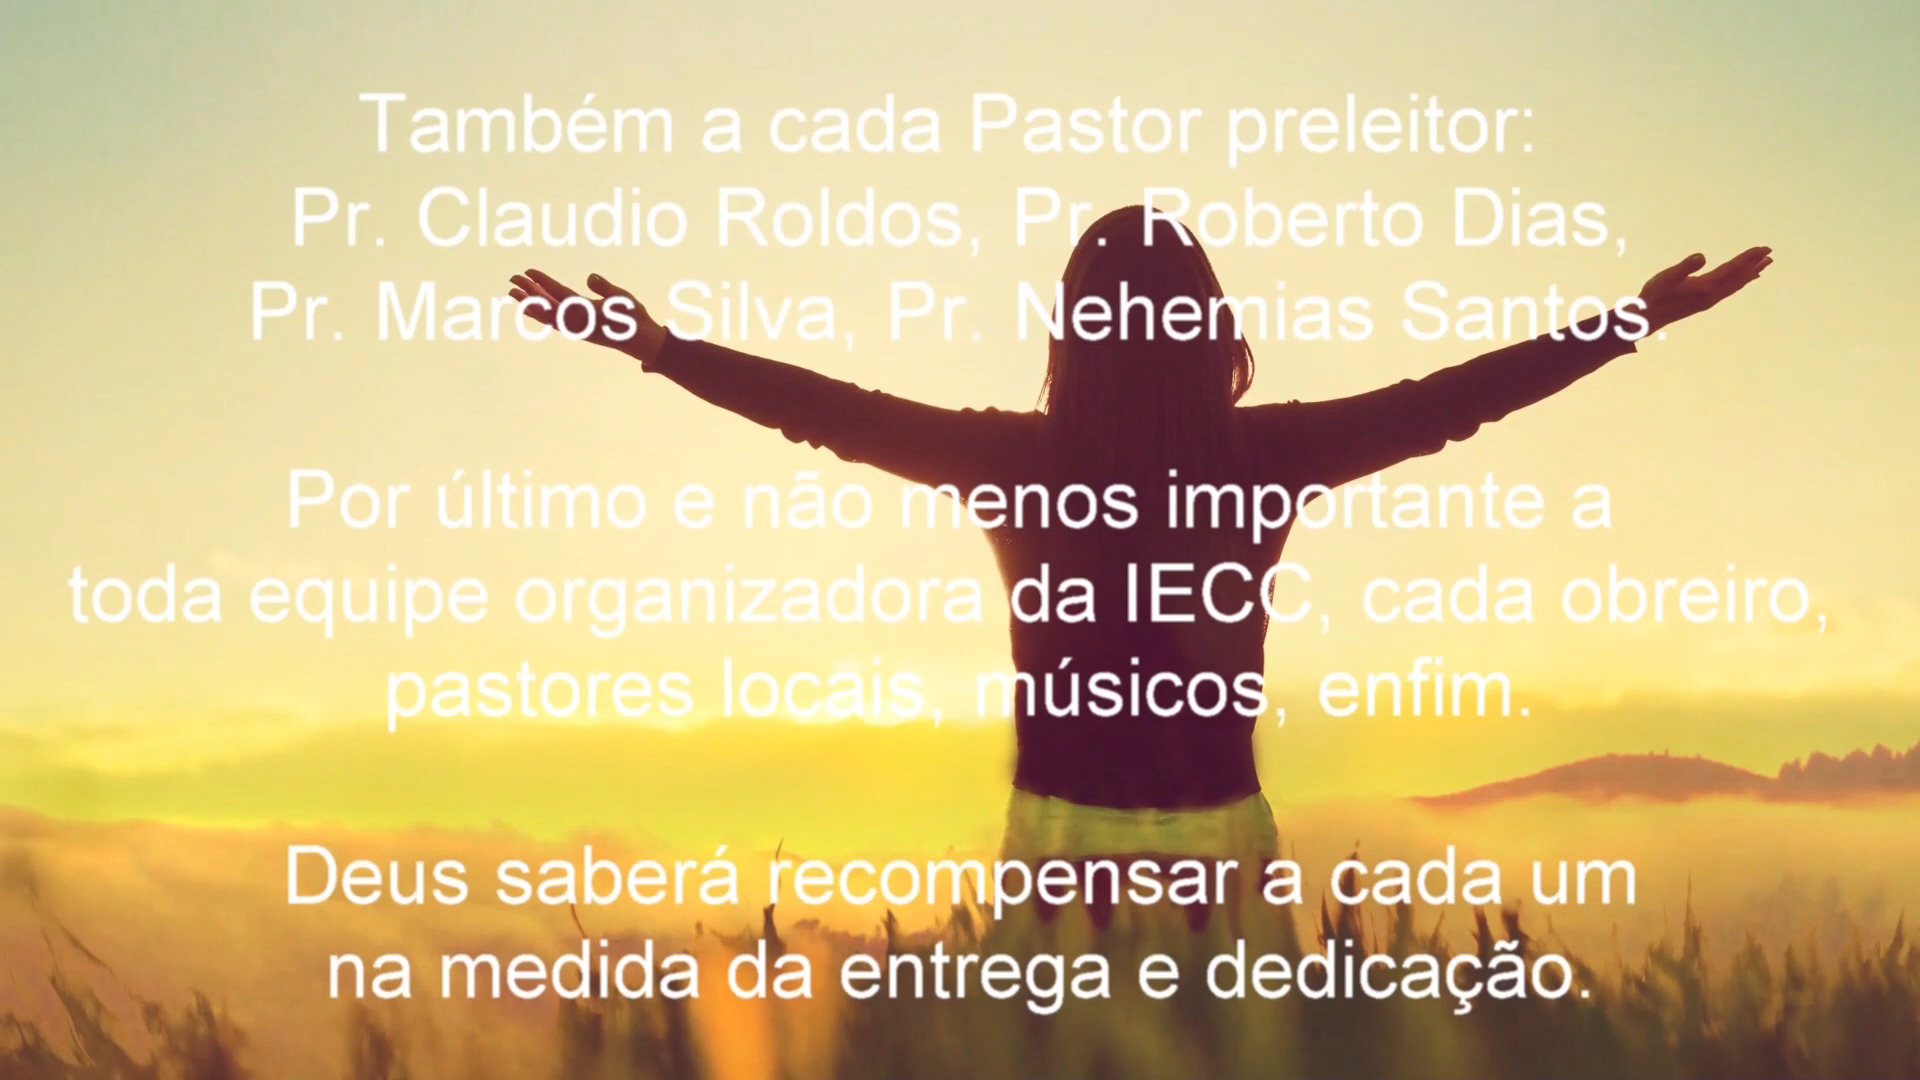 Também a cada Pastor preleitor:
Pr. Claudio Roldos, Pr. Roberto Dias,
Pr. Marcos Silva, Pr. Nehemias Santos.
Por último e não menos importante a
toda equipe organizadora da IECC, cada obreiro,
pastores locais, músicos, enfim.
Deus saberá recompensar a cada um
na medida da entrega e dedicação.